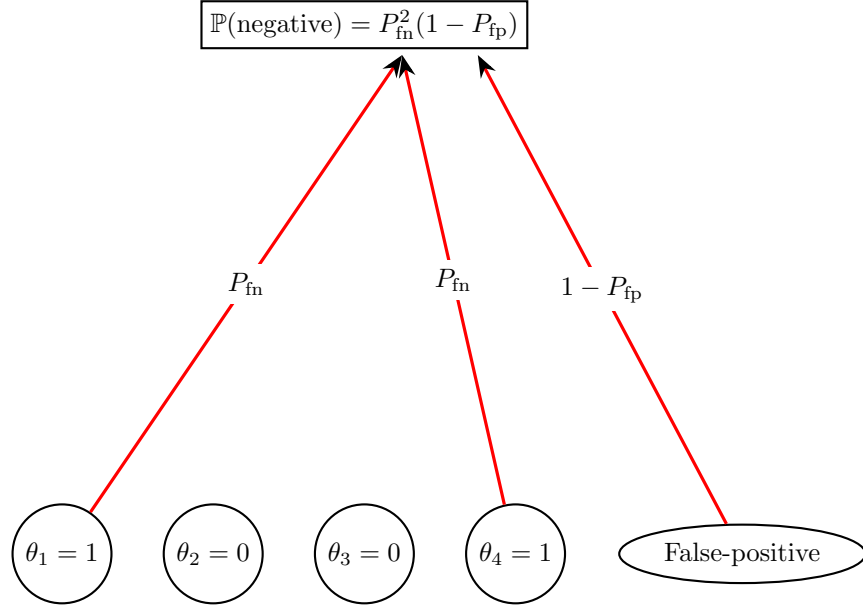 ℙ(negative) = P_fn^2(1 − P_fp)
P_fn
P_fn
1 − P_fp
θ_1 = 1
θ_2 = 0
θ_3 = 0
θ_4 = 1
False-positive